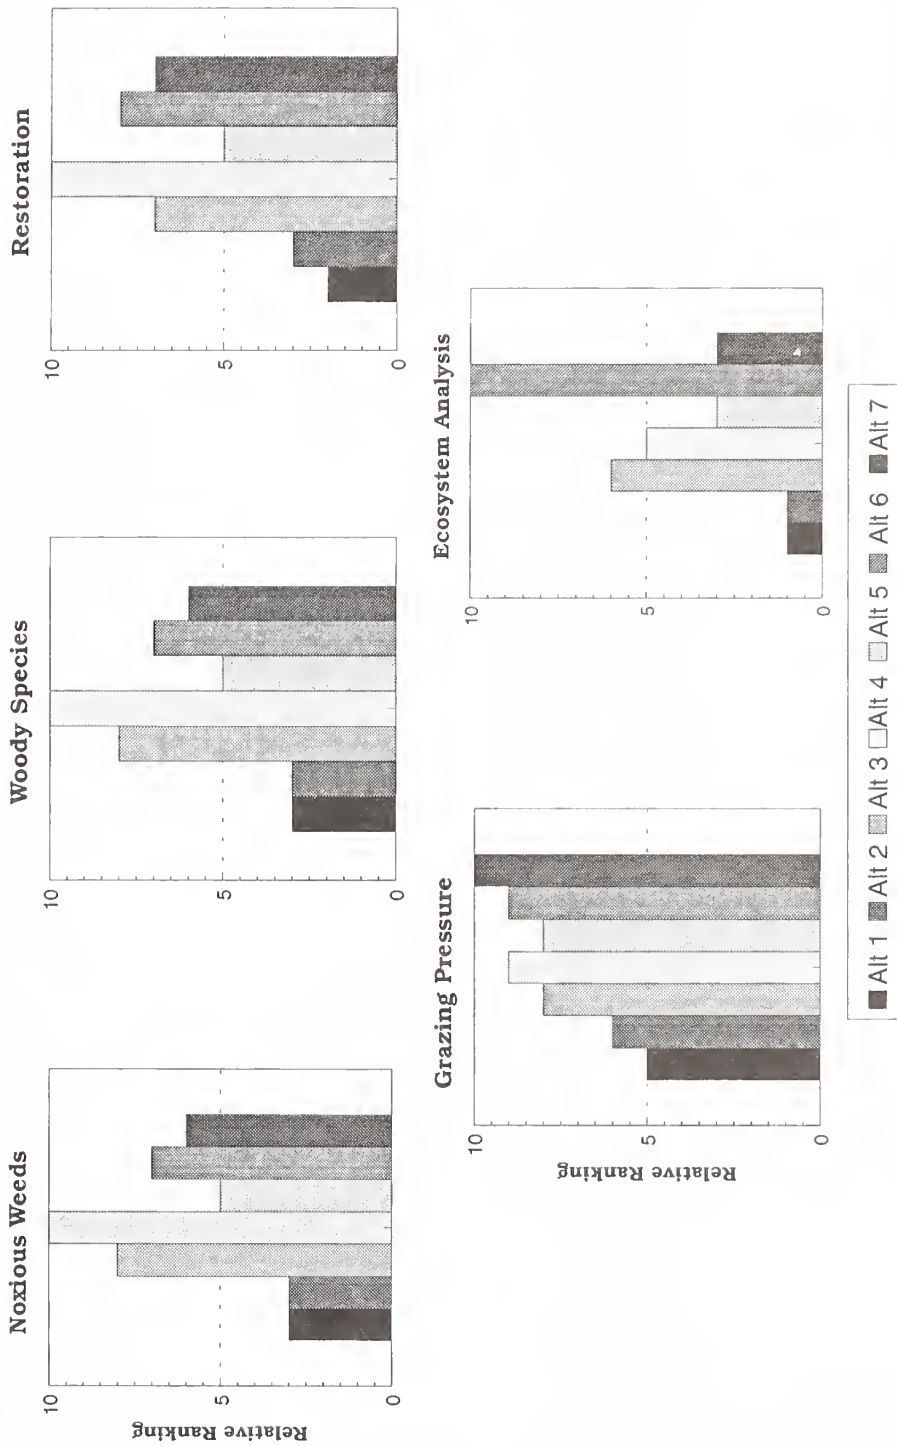 Noxious Weeds
Relative Ranking
10
5
0
Woody Species
10
5
0
Restoration
10
5
0
Grazing Pressure
Relative Ranking
10
5
0
Ecosystem Analysis
10
5
0
Alt 1 Alt 2 Alt 3 Alt 4 Alt 5 Alt 6 Alt 7